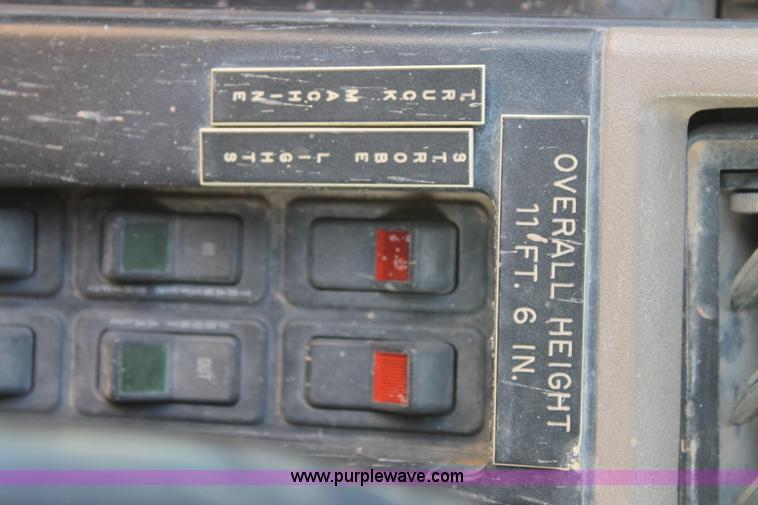 TRUCK MACHINE
STROBE LIGHTS
OVERALL HEIGHT
11'FT. 6 IN.
OUT
www.purplewave.com